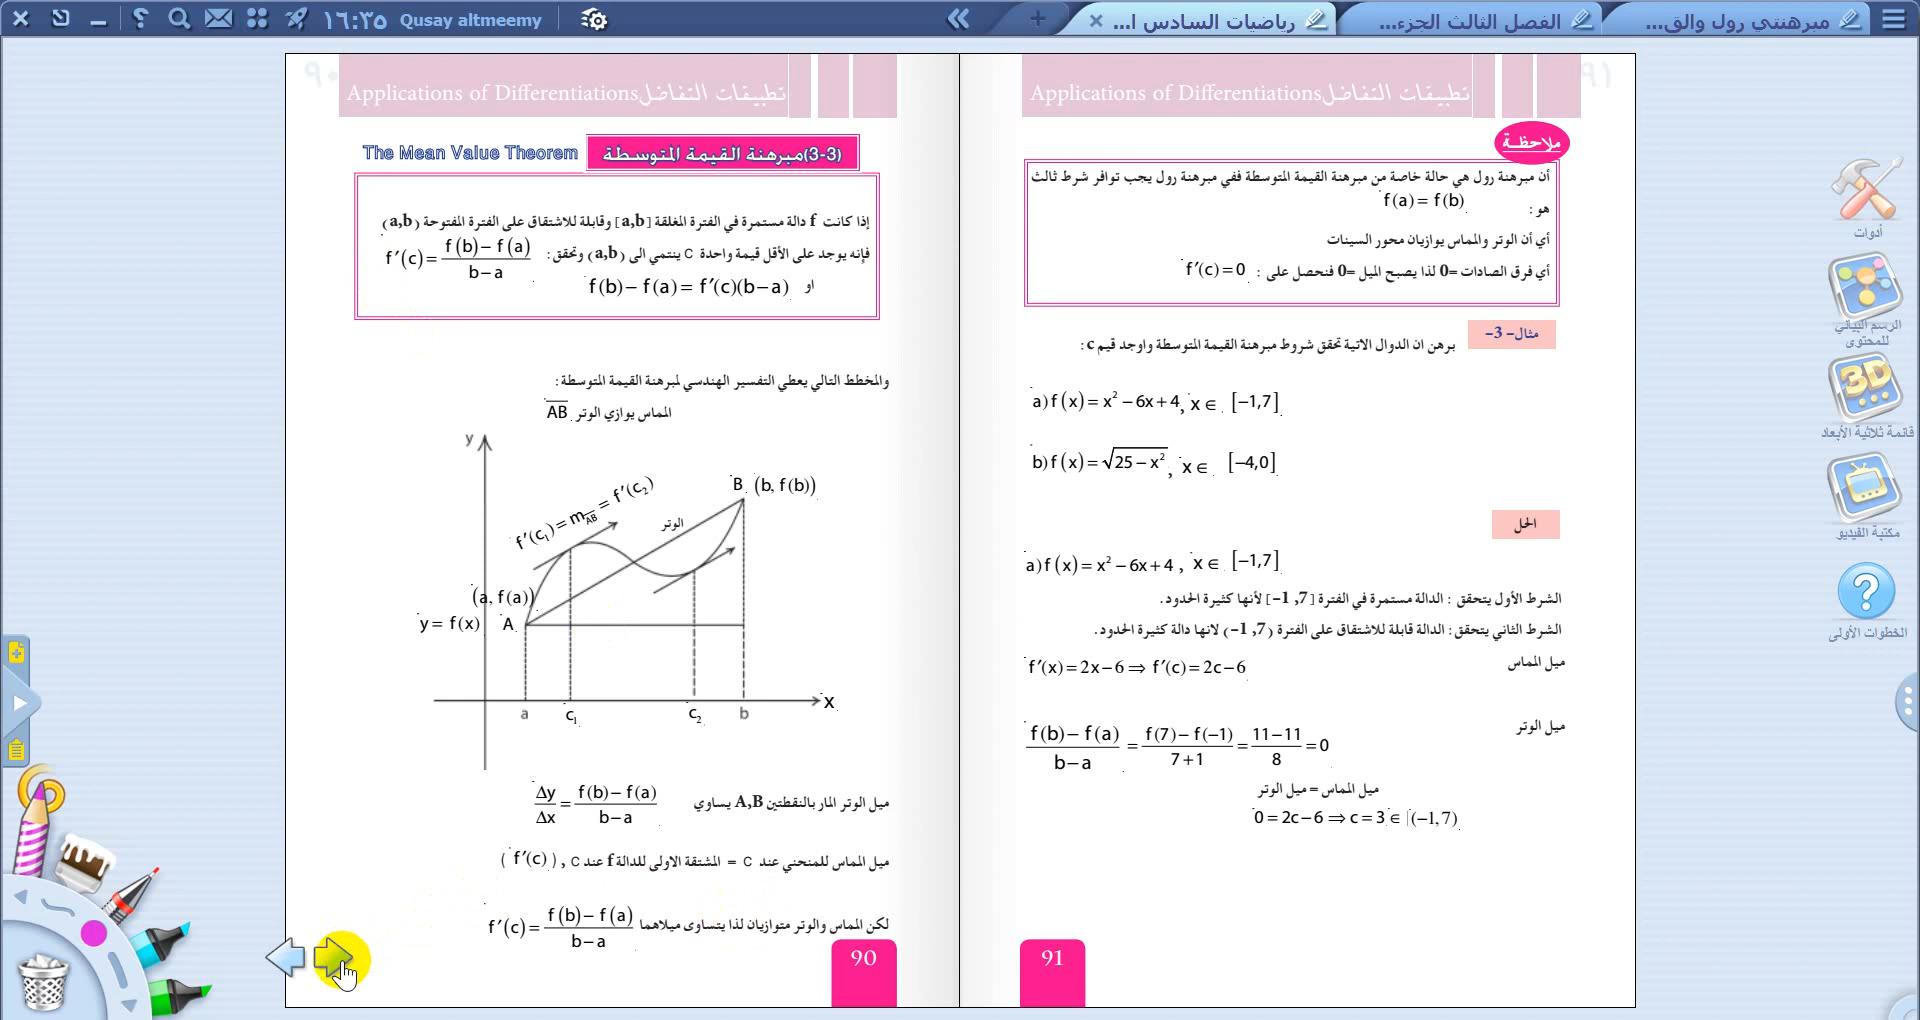 ١٦:٣٥ Qusay altmeemy
رياضيات السادس ا...
الفصل الثالث الجزء...
مبرهنتي رول والق...
٩٠
Applications of Differentiations تطبيقات التفاضل
The Mean Value Theorem (3-3)مبرهنة القيمة المتوسطة
إذا كانت f دالة مستمرة في الفترة المغلقة [a,b] وقابلة للاشتقاق على الفترة المفتوحة (a,b)
فإنه يوجد على الأقل قيمة واحدة c ينتمي الى (a,b) وتحقق : f′(c) = (f(b) − f(a)) / (b − a)
او f(b) − f(a) = f′(c)(b − a)
والمخطط التالي يعطي التفسير الهندسي لمبرهنة القيمة المتوسطة :
المماس يوازي الوتر AB
y
B (b, f(b))
f′(c₁) = m_AB = f′(c₂)
الوتر
(a, f(a))
y = f(x) A
x
a c₁ c₂ b
ميل الوتر المار بالنقطتين A,B يساوي Δy/Δx = (f(b) − f(a)) / (b − a)
ميل المماس للمنحني عند c = المشتقة الاولى للدالة f عند c , (f′(c))
لكن المماس والوتر متوازيان لذا يتساوى ميلاهما f′(c) = (f(b) − f(a)) / (b − a)
90
٩١
Applications of Differentiations تطبيقات التفاضل
ملاحظة
أن مبرهنة رول هي حالة خاصة من مبرهنة القيمة المتوسطة ففي مبرهنة رول يجب توافر شرط ثالث
هو : f(a) = f(b)
أي أن الوتر والمماس يوازيان محور السينات
أي فرق الصادات =0 لذا يصبح الميل =0 فنحصل على : f′(c) = 0
مثال- 3-
برهن ان الدوال الاتية تحقق شروط مبرهنة القيمة المتوسطة واوجد قيم c :
a) f(x) = x² − 6x + 4, x ∈ [−1,7]
b) f(x) = √(25 − x²), x ∈ [−4,0]
الحل
a) f(x) = x² − 6x + 4 , x ∈ [−1,7]
الشرط الأول يتحقق : الدالة مستمرة في الفترة [-1 ,7] لأنها كثيرة الحدود.
الشرط الثاني يتحقق : الدالة قابلة للاشتقاق على الفترة (-1 ,7) لانها دالة كثيرة الحدود.
ميل المماس
f′(x) = 2x − 6 ⇒ f′(c) = 2c − 6
ميل الوتر
(f(b) − f(a)) / (b − a) = (f(7) − f(−1)) / (7 + 1) = (11 − 11) / 8 = 0
ميل المماس = ميل الوتر
0 = 2c − 6 ⇒ c = 3 ∈ (−1, 7)
91
أدوات
الرسم البياني
للمحتوى
3D
قائمة ثلاثية الأبعاد
مكتبة الفيديو
الخطوات الأولى